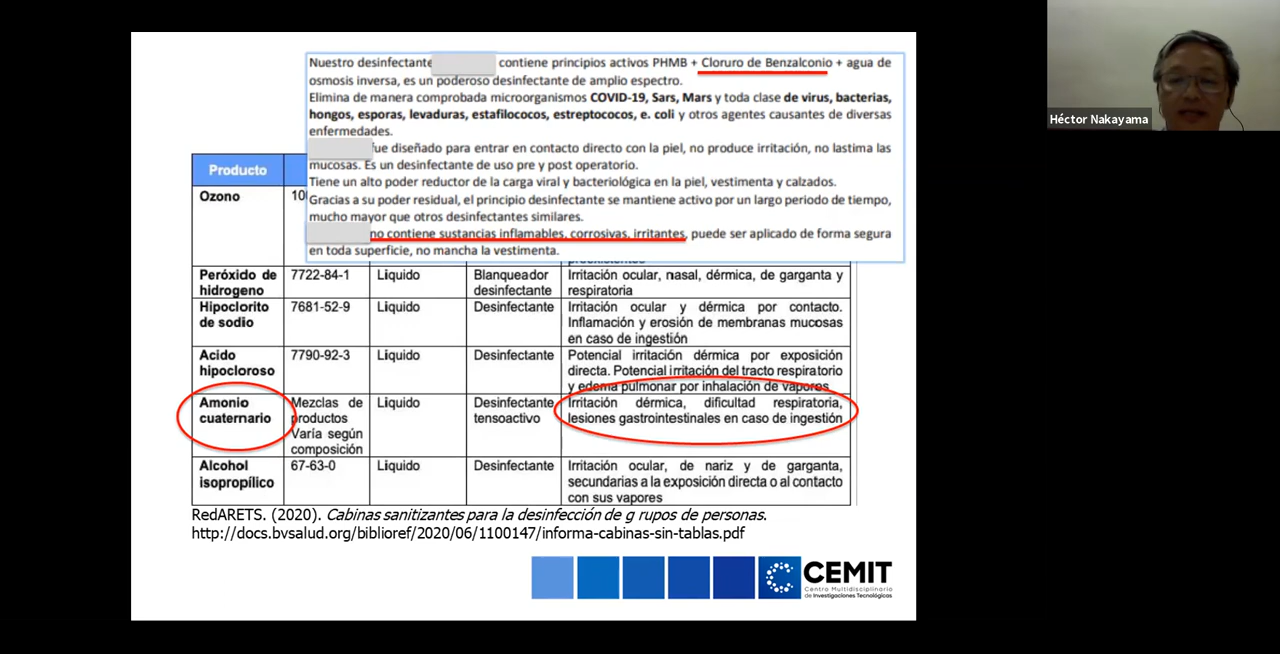 Nuestro desinfectante contiene principios activos PHMB + Cloruro de Benzalconio + agua de
osmosis inversa, es un poderoso desinfectante de amplio espectro.
Elimina de manera comprobada microorganismos COVID-19, Sars, Mars y toda clase de virus, bacterias,
hongos, esporas, levaduras, estafilococos, estreptococos, e. coli y otros agentes causantes de diversas
enfermedades.
fue diseñado para entrar en contacto directo con la piel, no produce irritación, no lastima las
mucosas. Es un desinfectante de uso pre y post operatorio.
Tiene un alto poder reductor de la carga viral y bacteriológica en la piel, vestimenta y calzados.
Gracias a su poder residual, el principio desinfectante se mantiene activo por un largo periodo de tiempo,
mucho mayor que otros desinfectantes similares.
no contiene sustancias inflamables, corrosivas, irritantes, puede ser aplicado de forma segura
en toda superficie, no mancha la vestimenta.
Héctor Nakayama
Producto
Ozono
Peróxido de 7722-84-1 Líquido Blanqueador Irritación ocular, nasal, dérmica, de garganta y
hidrogeno desinfectante respiratoria
Hipoclorito 7681-52-9 Líquido Desinfectante Irritación ocular y dérmica por contacto.
de sodio Inflamación y erosión de membranas mucosas
en caso de ingestión
Acido 7790-92-3 Líquido Desinfectante Potencial irritación dérmica por exposición
hipocloroso directa. Potencial irritación del tracto respiratorio
y edema pulmonar por inhalación de vapores
Amonio Mezclas de Líquido Desinfectante Irritación dérmica, dificultad respiratoria,
cuaternario productos tensoactivo lesiones gastrointestinales en caso de ingestión
Varía según
composición
Alcohol 67-63-0 Líquido Desinfectante Irritación ocular, de nariz y de garganta,
isopropílico secundarias a la exposición directa o al contacto
con sus vapores
RedARETS. (2020). Cabinas sanitizantes para la desinfección de g rupos de personas.
http://docs.bvsalud.org/biblioref/2020/06/1100147/informa-cabinas-sin-tablas.pdf
CEMIT
Centro Multidisciplinario
de Investigaciones Tecnológicas